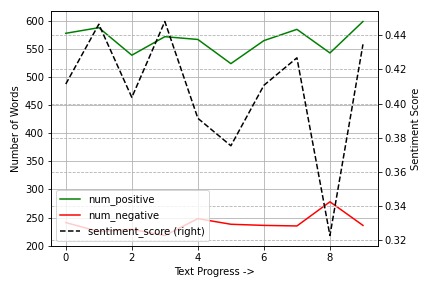 600
550
500
450
400
350
300
250
200
Number of Words
0.44
0.42
0.40
0.38
0.36
0.34
0.32
Sentiment Score
num_positive
num_negative
sentiment_score (right)
0 2 4 6 8
Text Progress ->